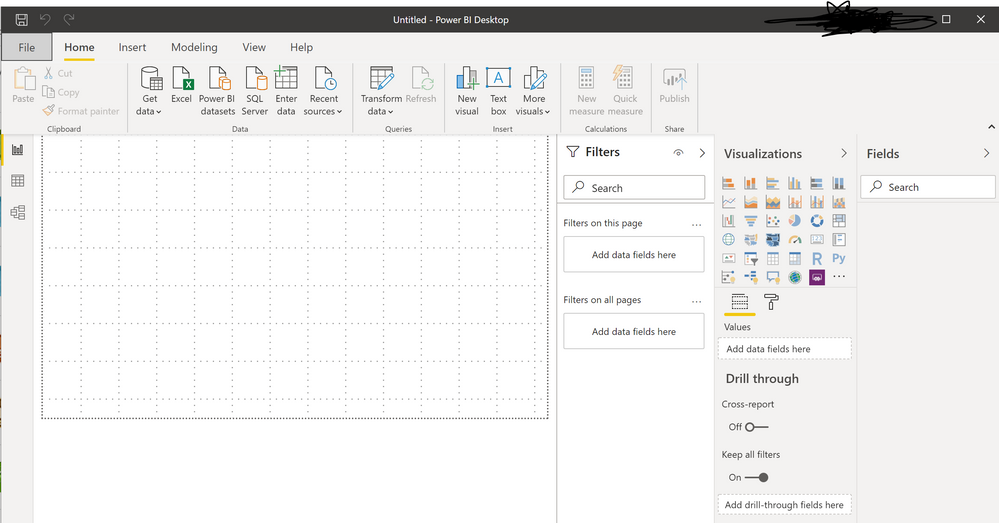 Untitled - Power BI Desktop
File Home Insert Modeling View Help
Paste
Cut
Copy
Format painter
Clipboard
Get data
Excel
Power BI datasets
SQL Server
Enter data
Recent sources
Data
Transform data
Refresh
Queries
New visual
Text box
More visuals
Insert
New measure
Quick measure
Calculations
Publish
Share
Filters
Search
Filters on this page
...
Add data fields here
Filters on all pages
...
Add data fields here
Visualizations
R Py
...
Values
Add data fields here
Drill through
Cross-report
Off
Keep all filters
On
Add drill-through fields here
Fields
Search